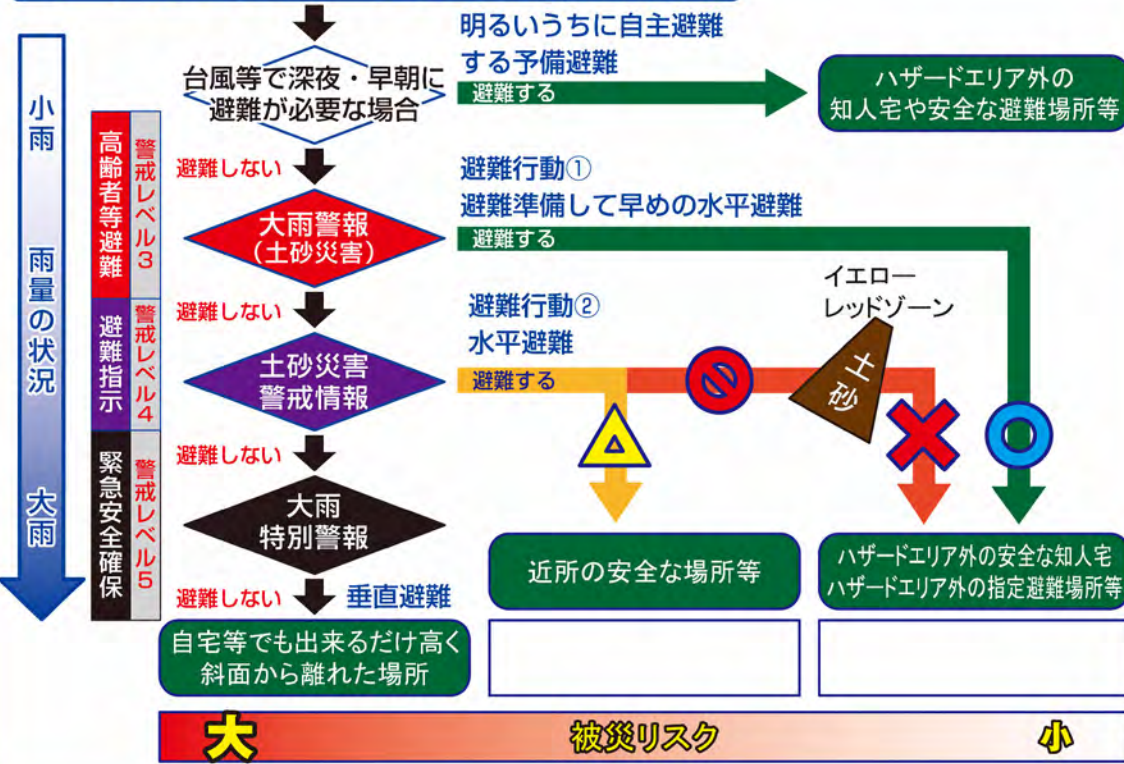 明るいうちに自主避難
する予備避難
避難する
台風等で深夜・早朝に
避難が必要な場合
ハザードエリア外の
知人宅や安全な避難場所等
小雨
雨量の状況
大雨
高齢者等避難
警戒レベル3
避難しない
避難行動①
避難準備して早めの水平避難
避難する
大雨警報
(土砂災害)
イエロー
レッドゾーン
避難指示
警戒レベル4
避難しない
避難行動②
水平避難
避難する
土砂災害
警戒情報
土砂
緊急安全確保
警戒レベル5
避難しない
大雨
特別警報
近所の安全な場所等
ハザードエリア外の安全な知人宅
ハザードエリア外の指定避難場所等
避難しない
垂直避難
自宅等でも出来るだけ高く
斜面から離れた場所
大
被災リスク
小